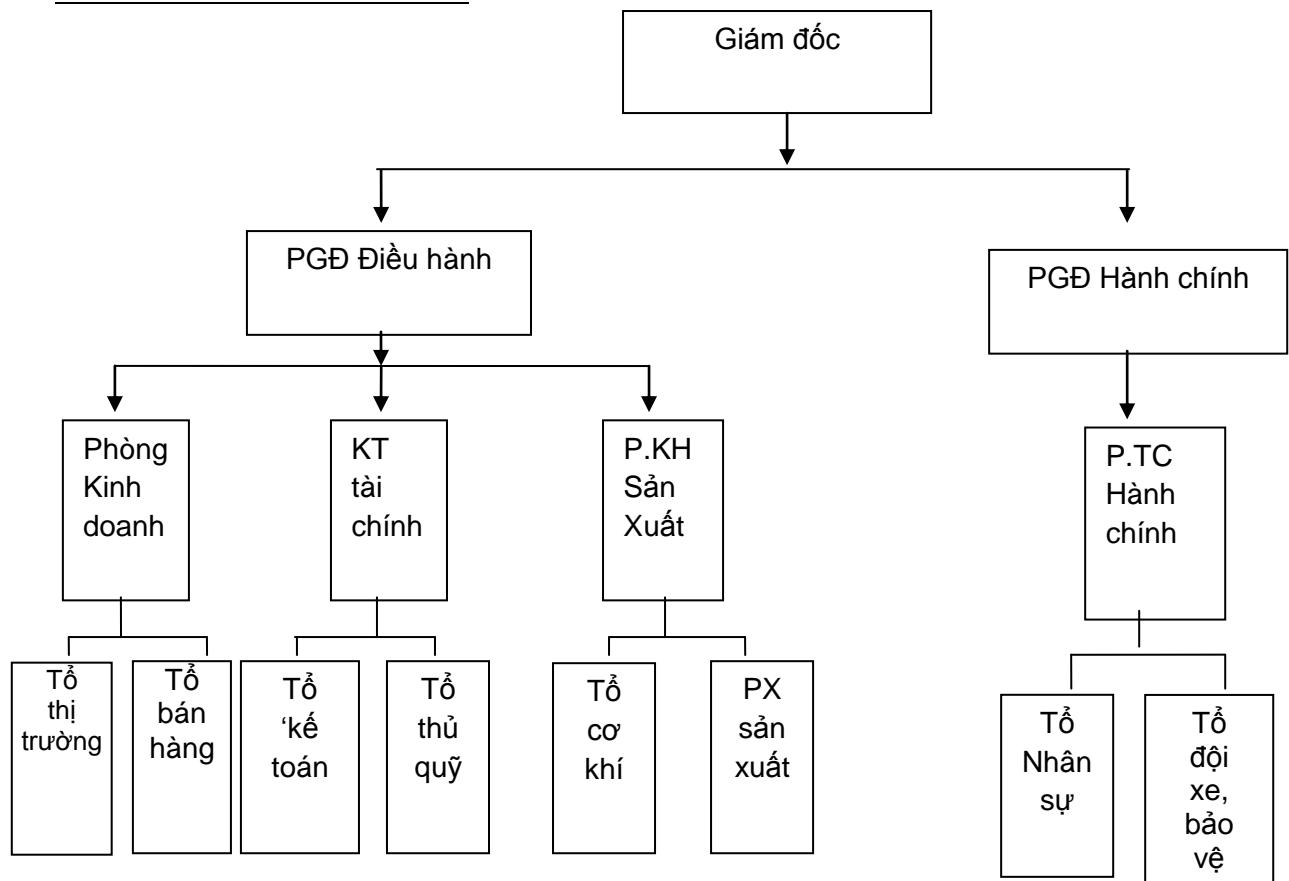 Giám đốc
PGĐ Điều hành
PGĐ Hành chính
Phòng
Kinh
doanh
KT
tài
chính
P.KH
Sản
Xuất
P.TC
Hành
chính
Tổ
thị
trường
Tổ
bán
hàng
Tổ
‘kế
toán
Tổ
thủ
quỹ
Tổ
cơ
khí
PX
sản
xuất
Tổ
Nhân
sự
Tổ
đội
xe,
bảo
vệ